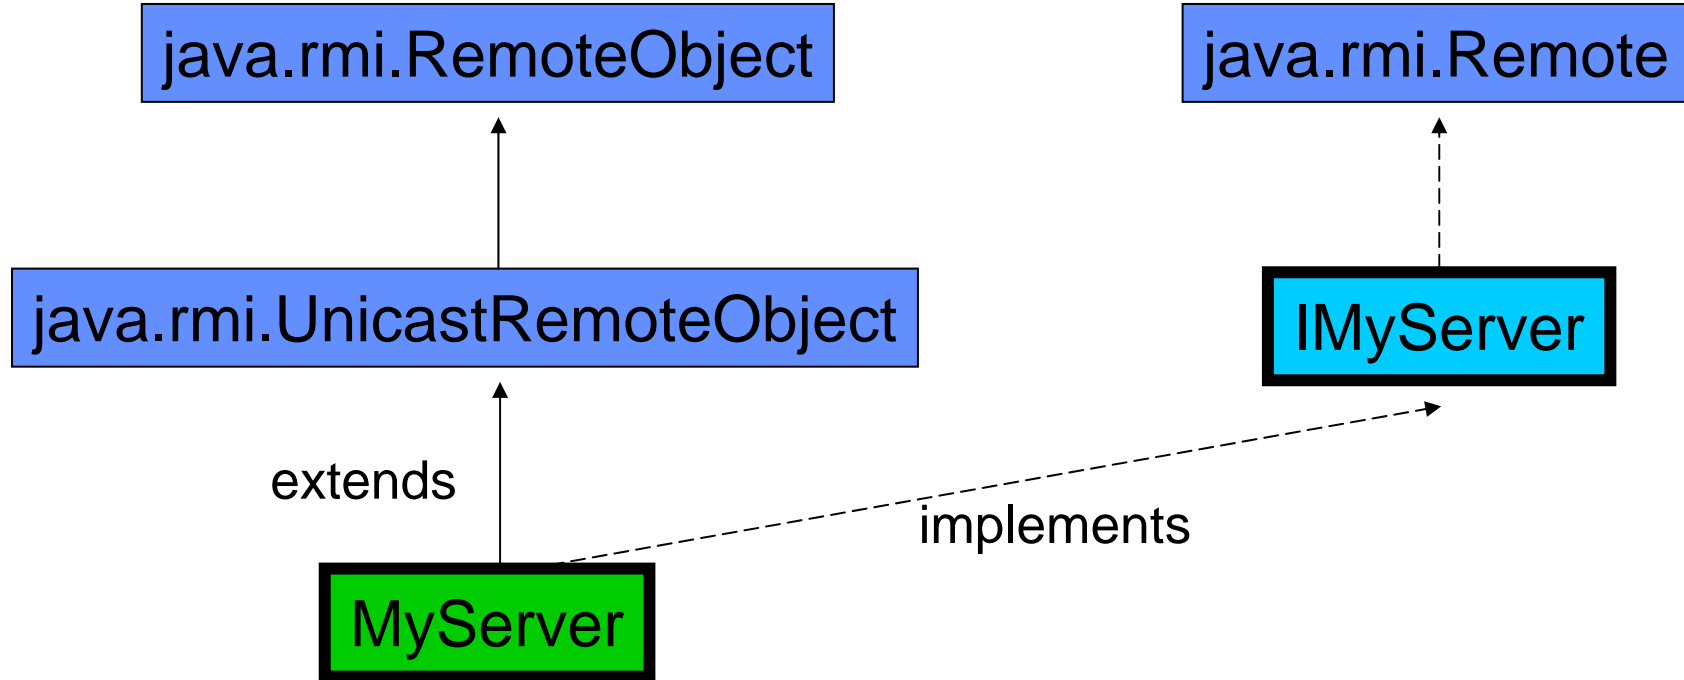 java.rmi.RemoteObject
java.rmi.Remote
java.rmi.UnicastRemoteObject
IMyServer
extends
implements
MyServer